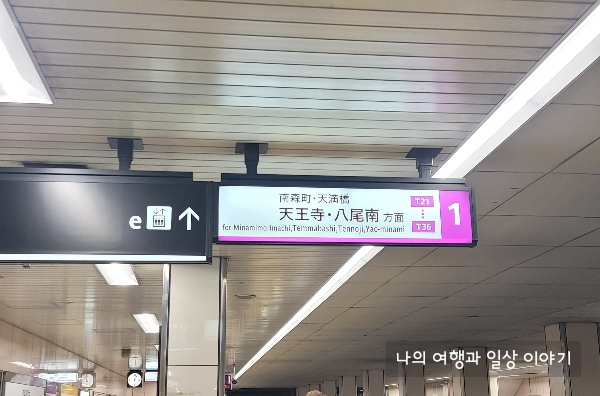 e ↑
南森町・天満橋
天王寺・八尾南 方面
for Minamimorimachi,Temmabashi,Tennoji,Yao-minami
T21
T36
1
나의 여행과 일상 이야기